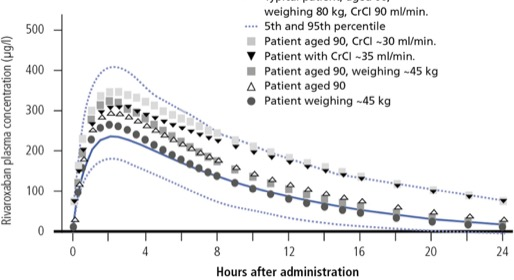 weighing 80 kg, CrCl 90 ml/min.
5th and 95th percentile
Patient aged 90, CrCl ~30 ml/min.
Patient with CrCl ~35 ml/min.
Patient aged 90, weighing ~45 kg
Patient aged 90
Patient weighing ~45 kg
Rivaroxaban plasma concentration (µg/l)
500
400
300
200
100
0
0 4 8 12 16 20 24
Hours after administration